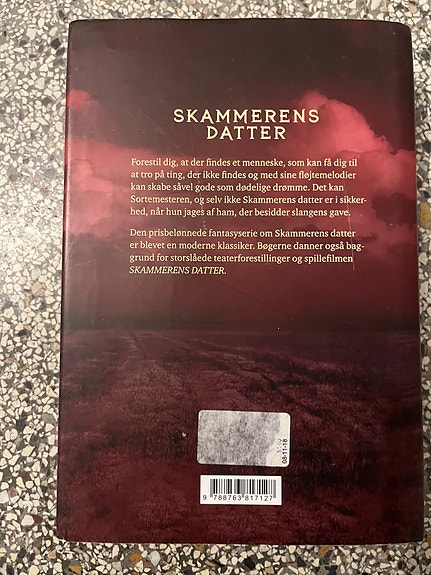 SKAMMERENS
DATTER
Forestil dig, at der findes et menneske, som kan få dig til
at tro på ting, der ikke findes og med sine fløjtemelodier
kan skabe såvel gode som dødelige drømme. Det kan
Sortemesteren, og selv ikke Skammerens datter er i sikker-
hed, når hun jages af ham, der besidder slangens gave.
Den prisbelønnede fantasyserie om Skammerens datter
er blevet en moderne klassiker. Bøgerne danner også bag-
grund for storslåede teaterforestillinger og spillefilmen
SKAMMERENS DATTER.
08-11-18
9 788763 817127